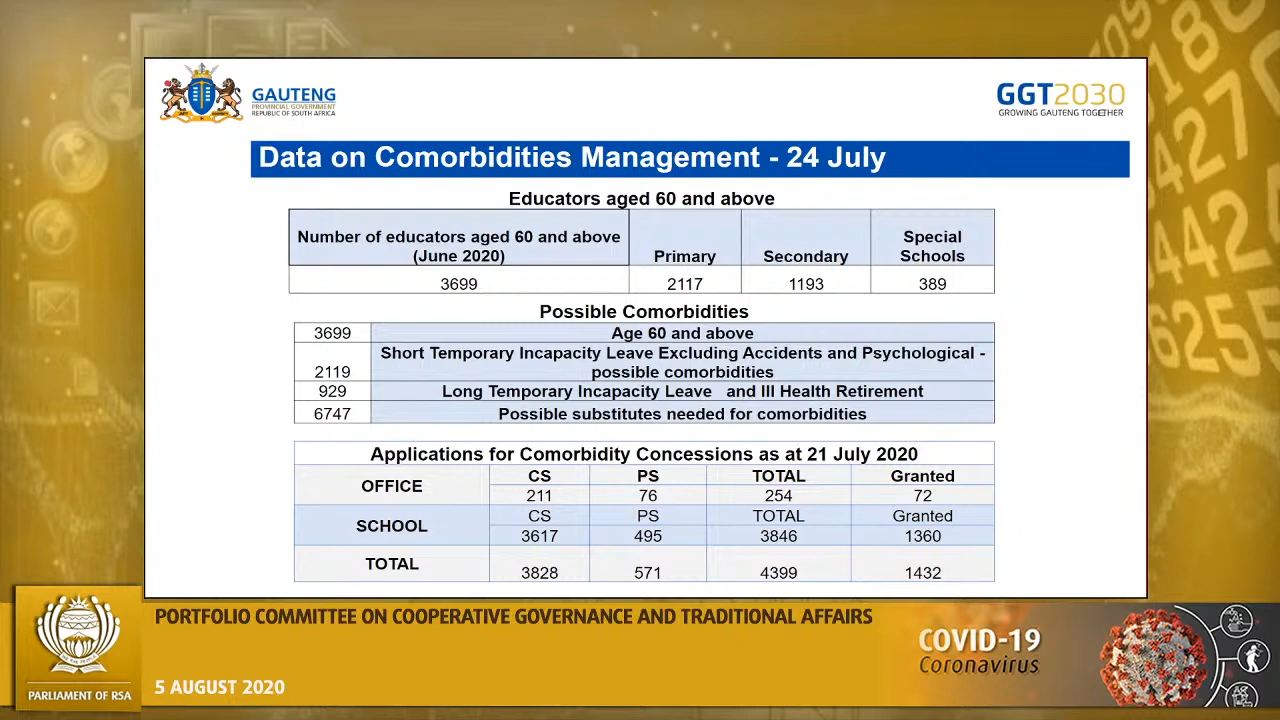 GAUTENG
PROVINCIAL GOVERNMENT
REPUBLIC OF SOUTH AFRICA
GGT2030
GROWING GAUTENG TOGETHER
Data on Comorbidities Management - 24 July
Educators aged 60 and above
Number of educators aged 60 and above (June 2020) Primary Secondary Special Schools
3699 2117 1193 389
Possible Comorbidities
3699 Age 60 and above
2119 Short Temporary Incapacity Leave Excluding Accidents and Psychological - possible comorbidities
929 Long Temporary Incapacity Leave and Ill Health Retirement
6747 Possible substitutes needed for comorbidities
Applications for Comorbidity Concessions as at 21 July 2020
OFFICE CS PS TOTAL Granted
211 76 254 72
SCHOOL CS PS TOTAL Granted
3617 495 3846 1360
TOTAL 3828 571 4399 1432
PORTFOLIO COMMITTEE ON COOPERATIVE GOVERNANCE AND TRADITIONAL AFFAIRS
COVID-19
Coronavirus
PARLIAMENT OF RSA
5 AUGUST 2020